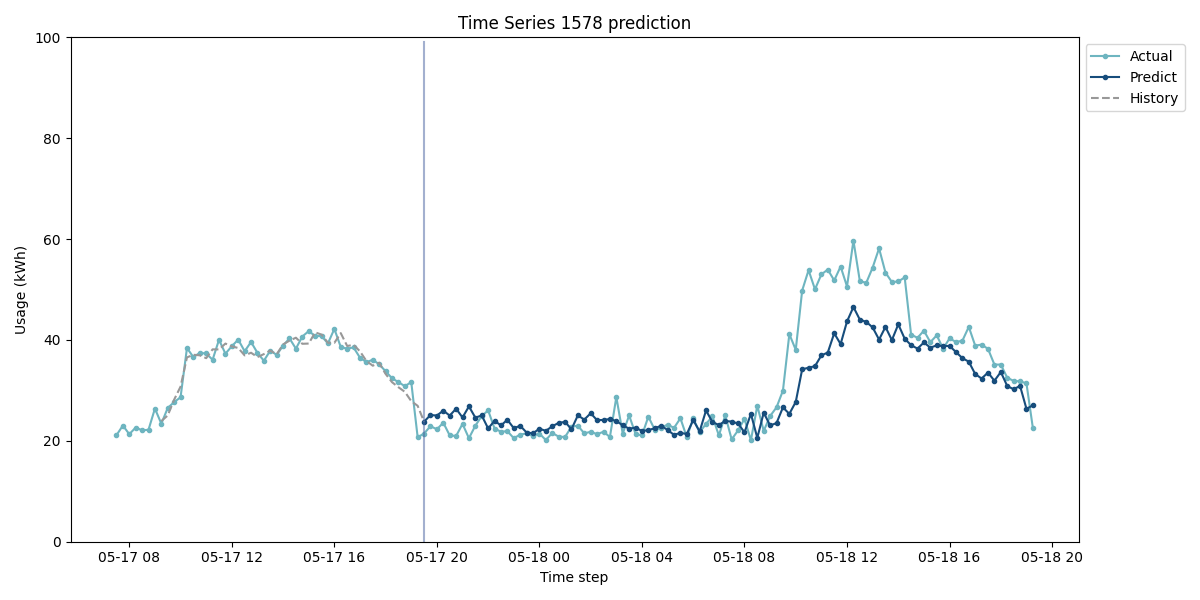 Time Series 1578 prediction
100
80
60
40
20
0
Usage (kWh)
05-17 08
05-17 12
05-17 16
05-17 20
05-18 00
05-18 04
05-18 08
05-18 12
05-18 16
05-18 20
Time step
Actual
Predict
History